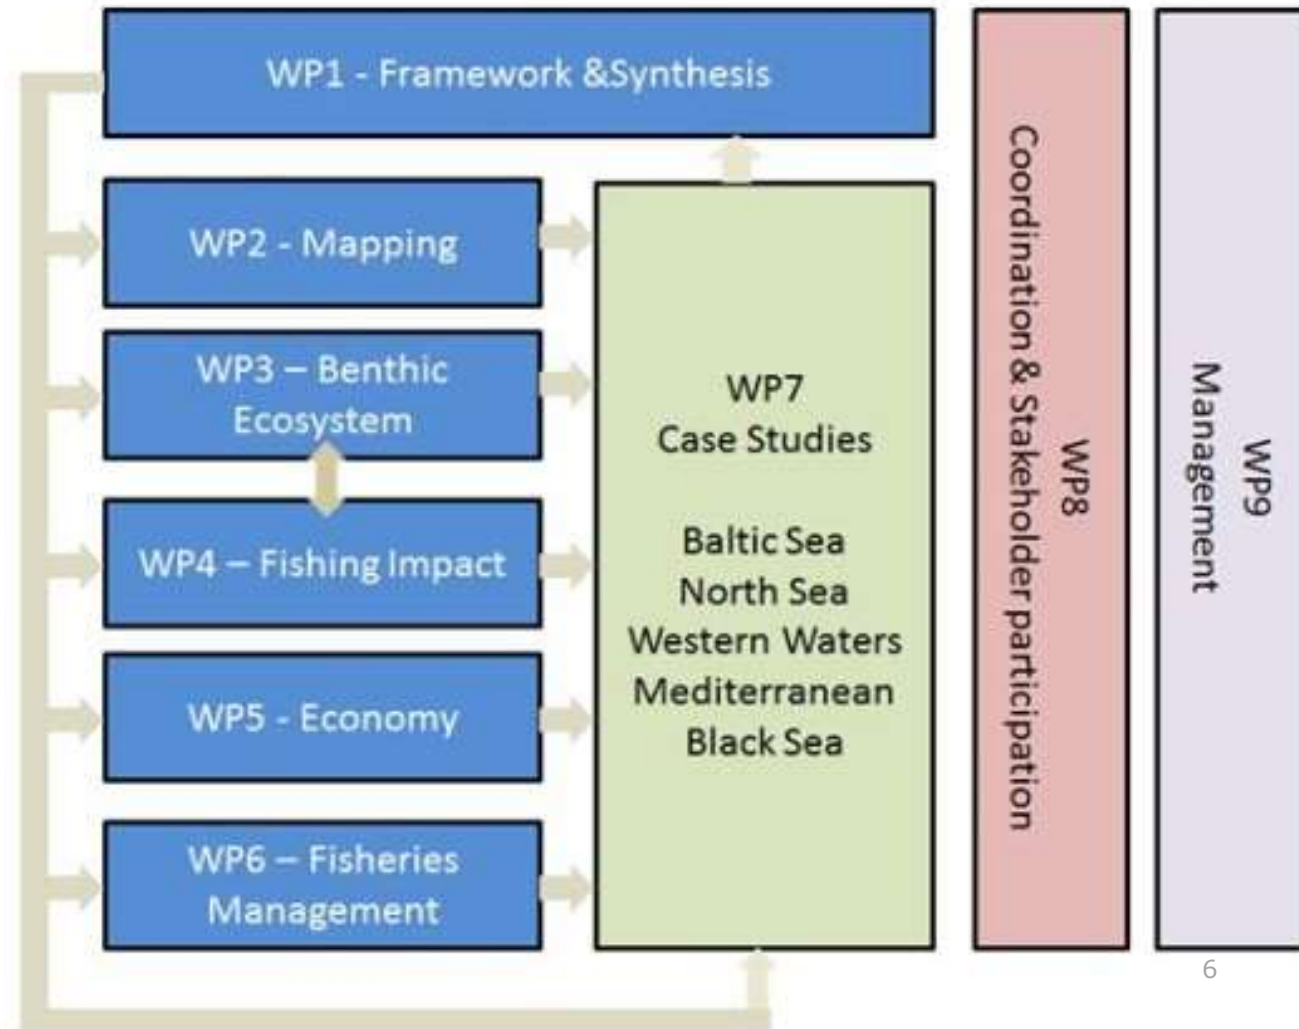 WP1 - Framework &Synthesis
WP2 - Mapping
WP3 – Benthic
Ecosystem
WP4 – Fishing Impact
WP5 - Economy
WP6 – Fisheries
Management
WP7
Case Studies
Baltic Sea
North Sea
Western Waters
Mediterranean
Black Sea
WP8
Coordination & Stakeholder participation
WP9
Management
6